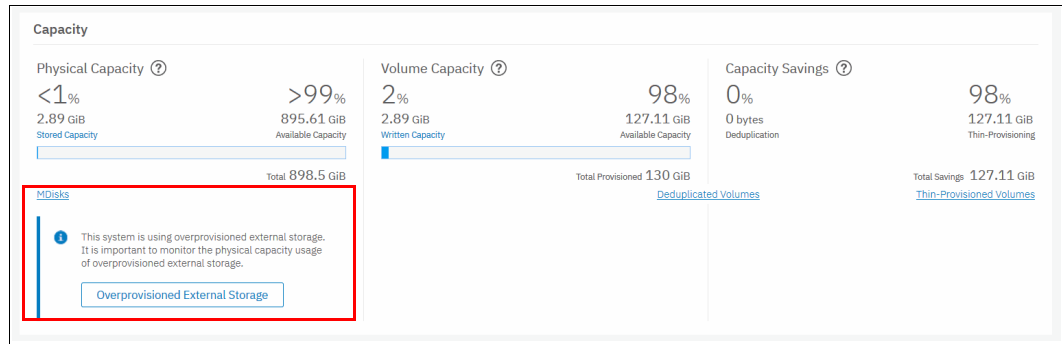 Capacity
Physical Capacity ?
<1%
>99%
2.89 GiB
895.61 GiB
Stored Capacity
Available Capacity
Total 898.5 GiB
MDisks
i This system is using overprovisioned external storage.
It is important to monitor the physical capacity usage
of overprovisioned external storage.
Overprovisioned External Storage
Volume Capacity ?
2%
98%
2.89 GiB
127.11 GiB
Written Capacity
Available Capacity
Total Provisioned 130 GiB
Deduplicated Volumes
Capacity Savings ?
0%
98%
0 bytes
127.11 GiB
Deduplication
Thin-Provisioning
Total Savings 127.11 GiB
Thin-Provisioned Volumes